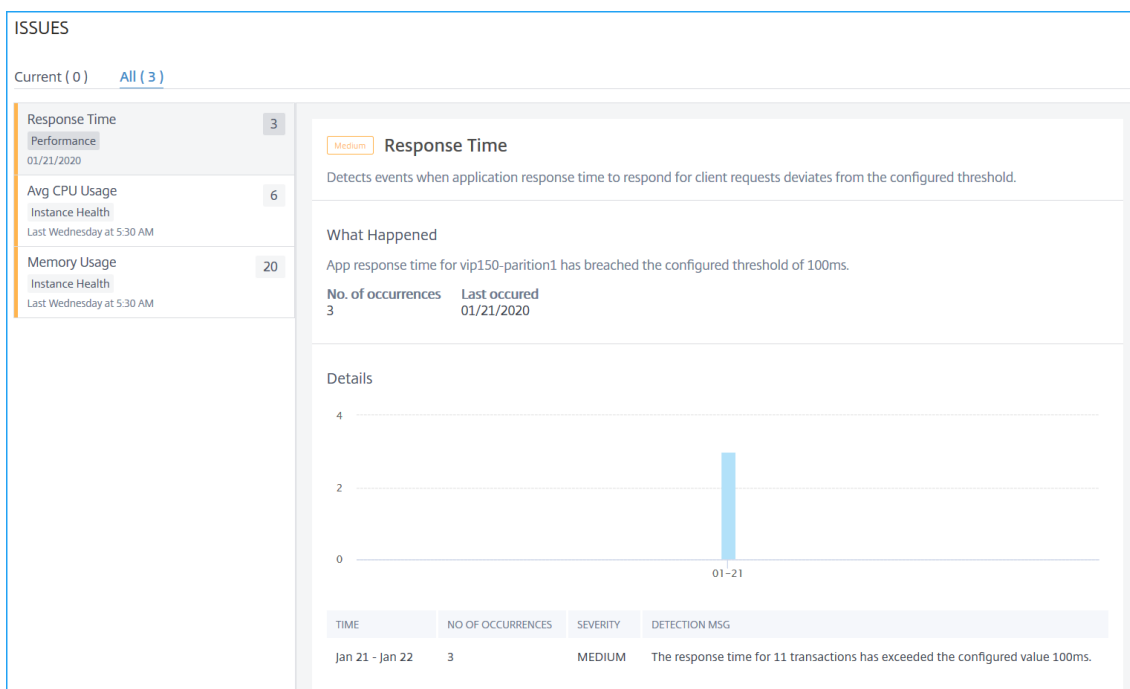 ISSUES
Current ( 0 ) All ( 3 )
Response Time 3
Performance
01/21/2020
Avg CPU Usage 6
Instance Health
Last Wednesday at 5:30 AM
Memory Usage 20
Instance Health
Last Wednesday at 5:30 AM
Medium Response Time
Detects events when application response time to respond for client requests deviates from the configured threshold.
What Happened
App response time for vip150-parition1 has breached the configured threshold of 100ms.
No. of occurrences Last occured
3 01/21/2020
Details
4
2
0
01-21
TIME NO OF OCCURRENCES SEVERITY DETECTION MSG
Jan 21 - Jan 22 3 MEDIUM The response time for 11 transactions has exceeded the configured value 100ms.